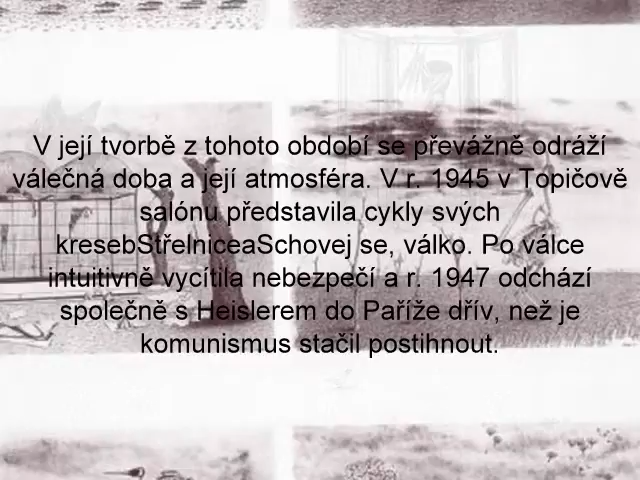 V její tvorbě z tohoto období se převážně odráží
válečná doba a její atmosféra. V r. 1945 v Topičově
salónu představila cykly svých
kresebStřelniceaSchovej se, válko. Po válce
intuitivně vycítila nebezpečí a r. 1947 odchází
společně s Heislerem do Paříže dřív, než je
komunismus stačil postihnout.